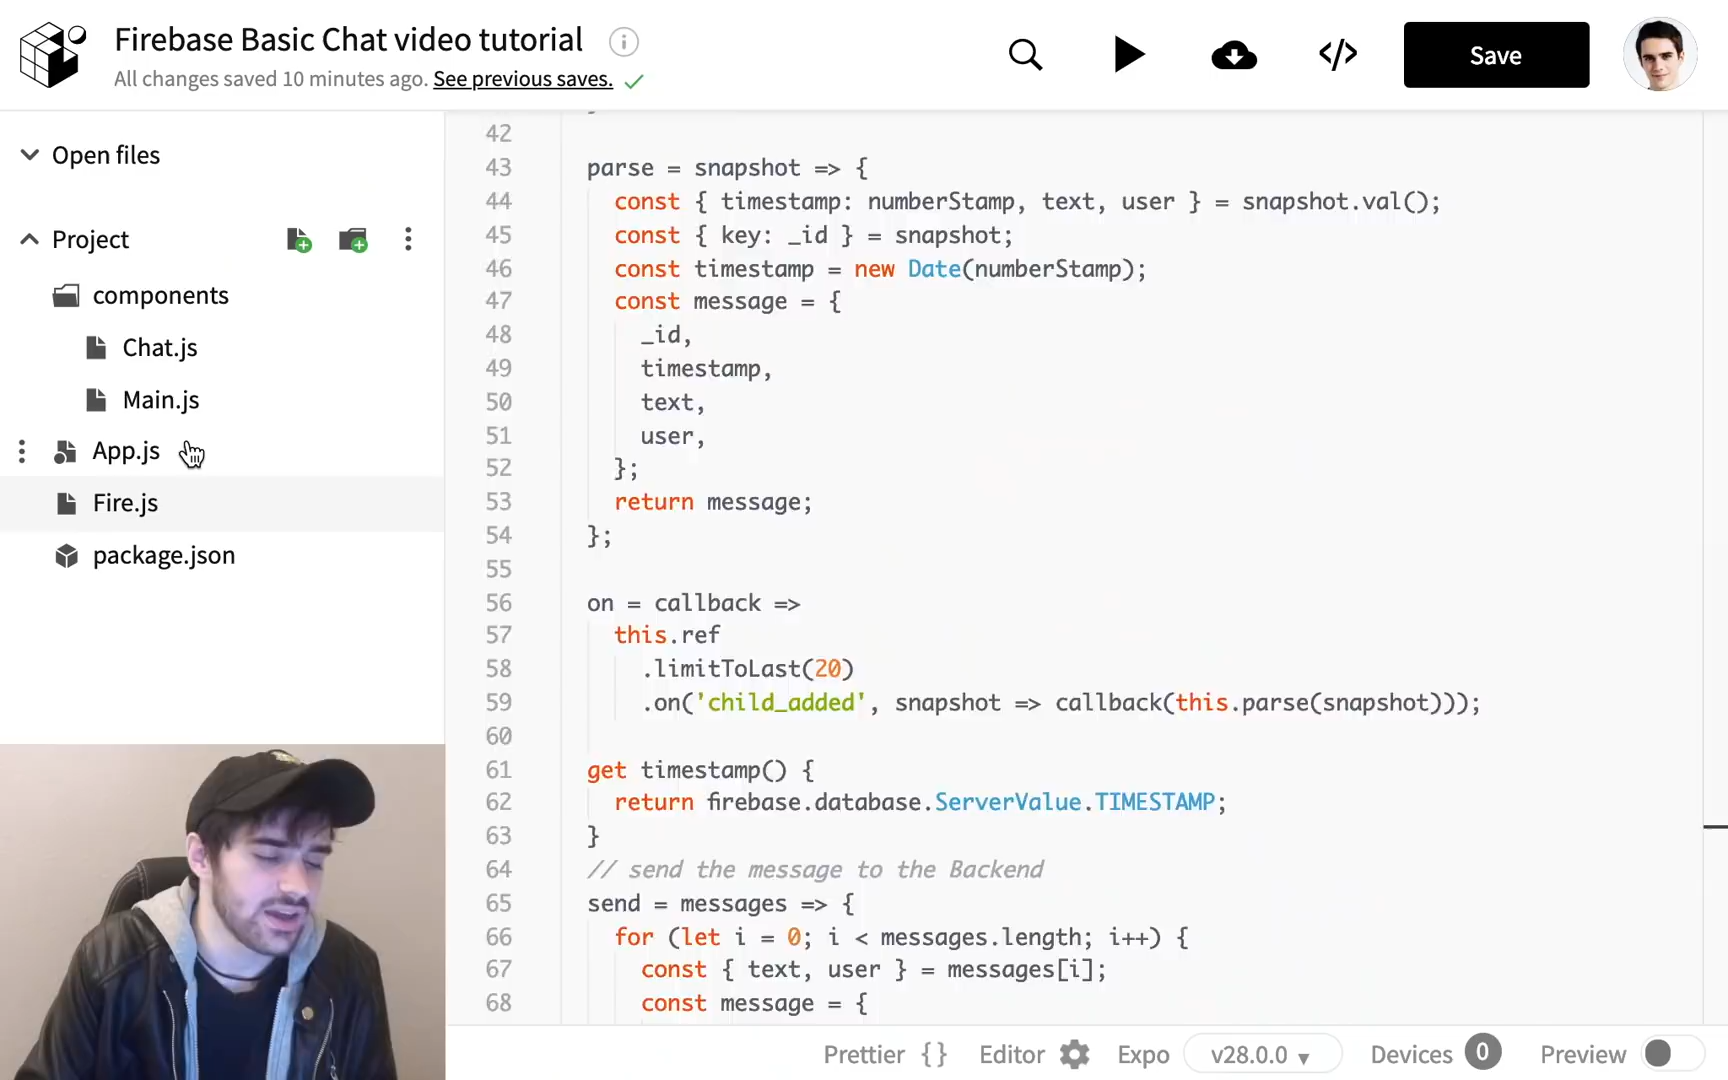 Firebase Basic Chat video tutorial
All changes saved 10 minutes ago. See previous saves.
Save
Open files
Project
components
Chat.js
Main.js
App.js
Fire.js
package.json
42
43 parse = snapshot => {
44 const { timestamp: numberStamp, text, user } = snapshot.val();
45 const { key: _id } = snapshot;
46 const timestamp = new Date(numberStamp);
47 const message = {
48 _id,
49 timestamp,
50 text,
51 user,
52 };
53 return message;
54 };
55
56 on = callback =>
57 this.ref
58 .limitToLast(20)
59 .on('child_added', snapshot => callback(this.parse(snapshot)));
60
61 get timestamp() {
62 return firebase.database.ServerValue.TIMESTAMP;
63 }
64 // send the message to the Backend
65 send = messages => {
66 for (let i = 0; i < messages.length; i++) {
67 const { text, user } = messages[i];
68 const message = {
Prettier {} Editor Expo v28.0.0 Devices 0 Preview